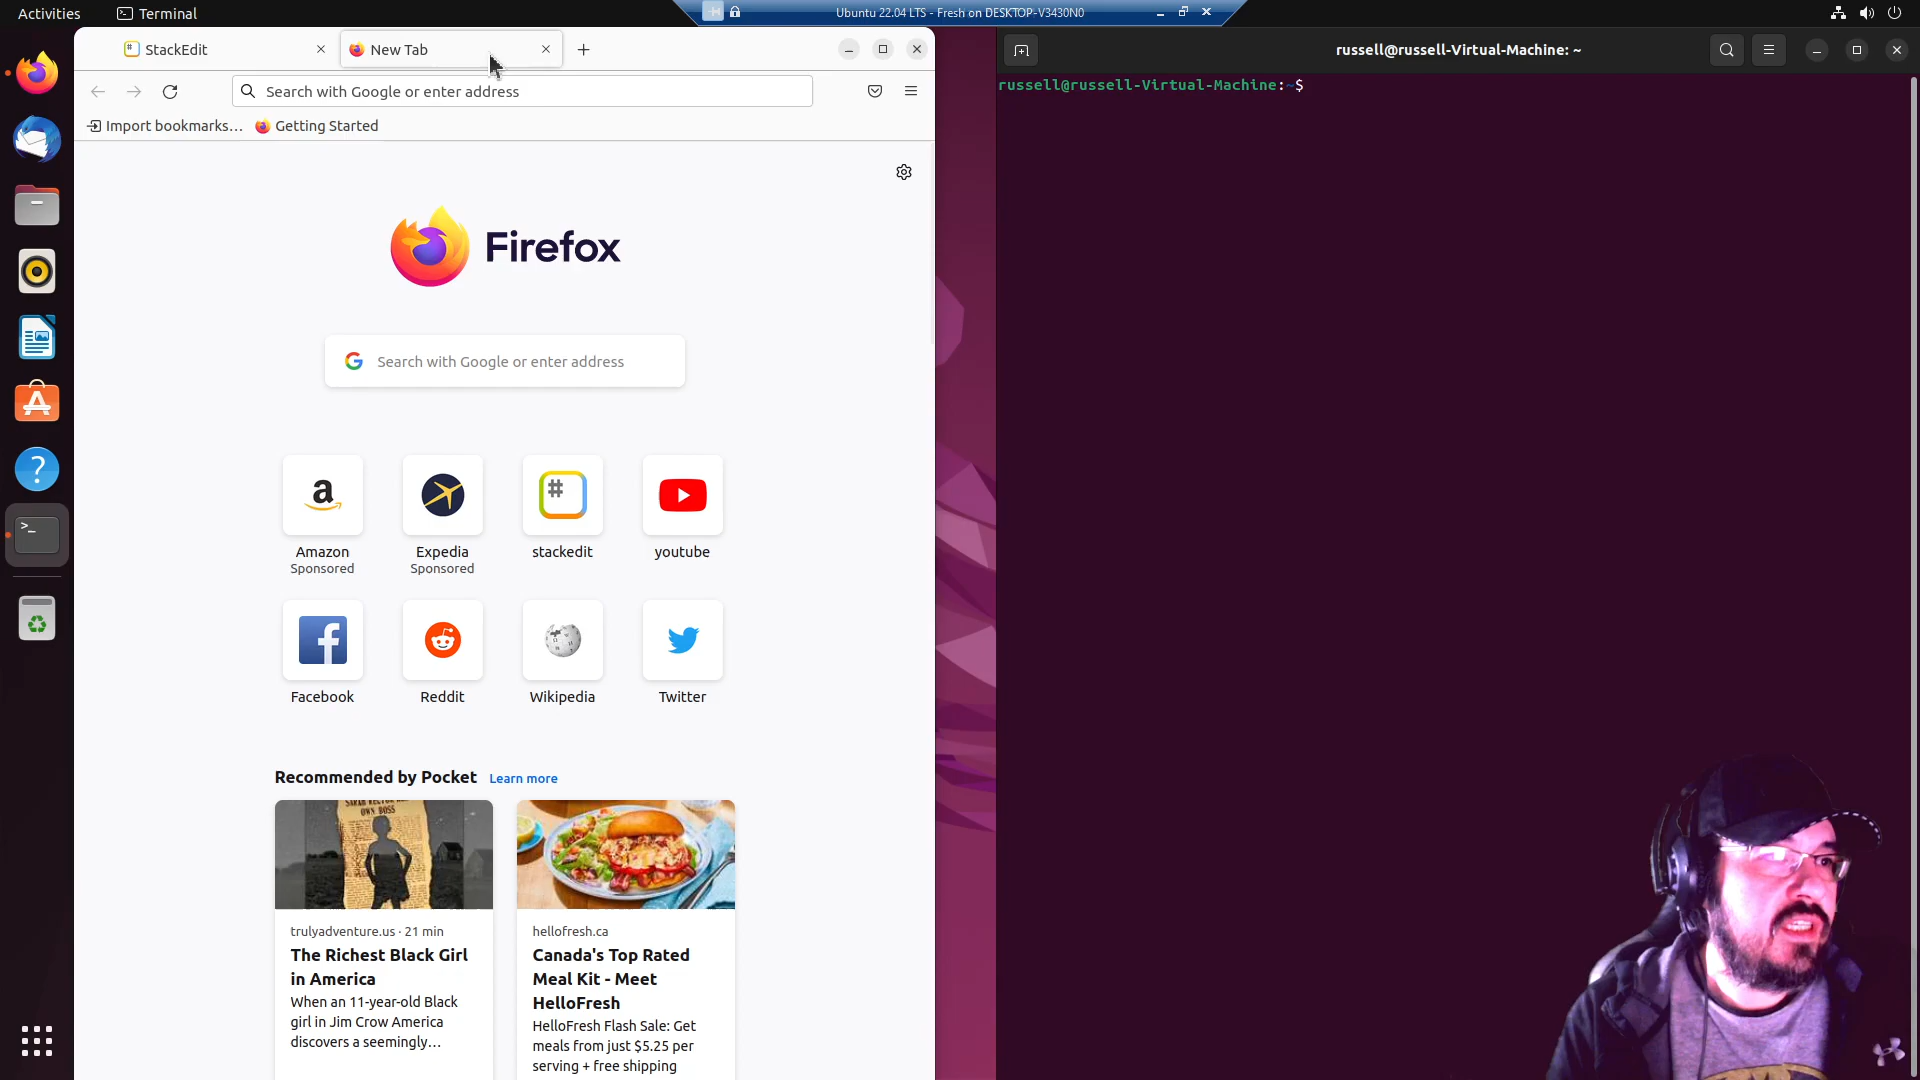 Activities
Terminal
Ubuntu 22.04 LTS - Fresh on DESKTOP-V3430N0
StackEdit
New Tab
Search with Google or enter address
Import bookmarks...
Getting Started
Firefox
Search with Google or enter address
Amazon
Sponsored
Expedia
Sponsored
stackedit
youtube
Facebook
Reddit
Wikipedia
Twitter
Recommended by Pocket
Learn more
OWN BOSS
trulyadventure.us · 21 min
The Richest Black Girl
in America
When an 11-year-old Black
girl in Jim Crow America
discovers a seemingly...
hellofresh.ca
Canada's Top Rated
Meal Kit - Meet
HelloFresh
HelloFresh Flash Sale: Get
meals from just $5.25 per
serving + free shipping
russell@russell-Virtual-Machine: ~
russell@russell-Virtual-Machine:~$